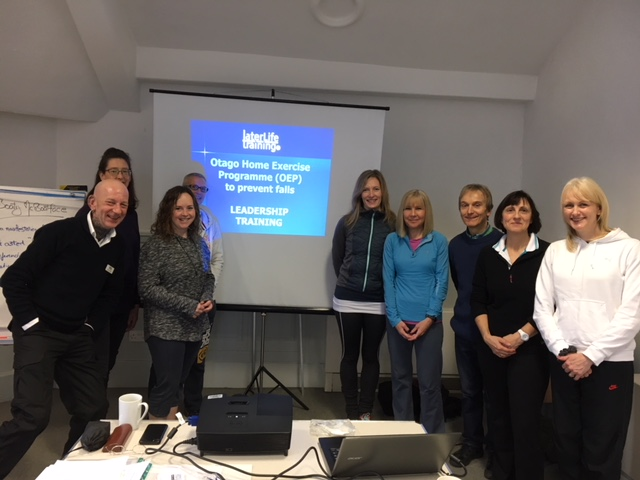 laterLife
training
Otago Home Exercise
Programme (OEP)
to prevent falls
LEADERSHIP
TRAINING